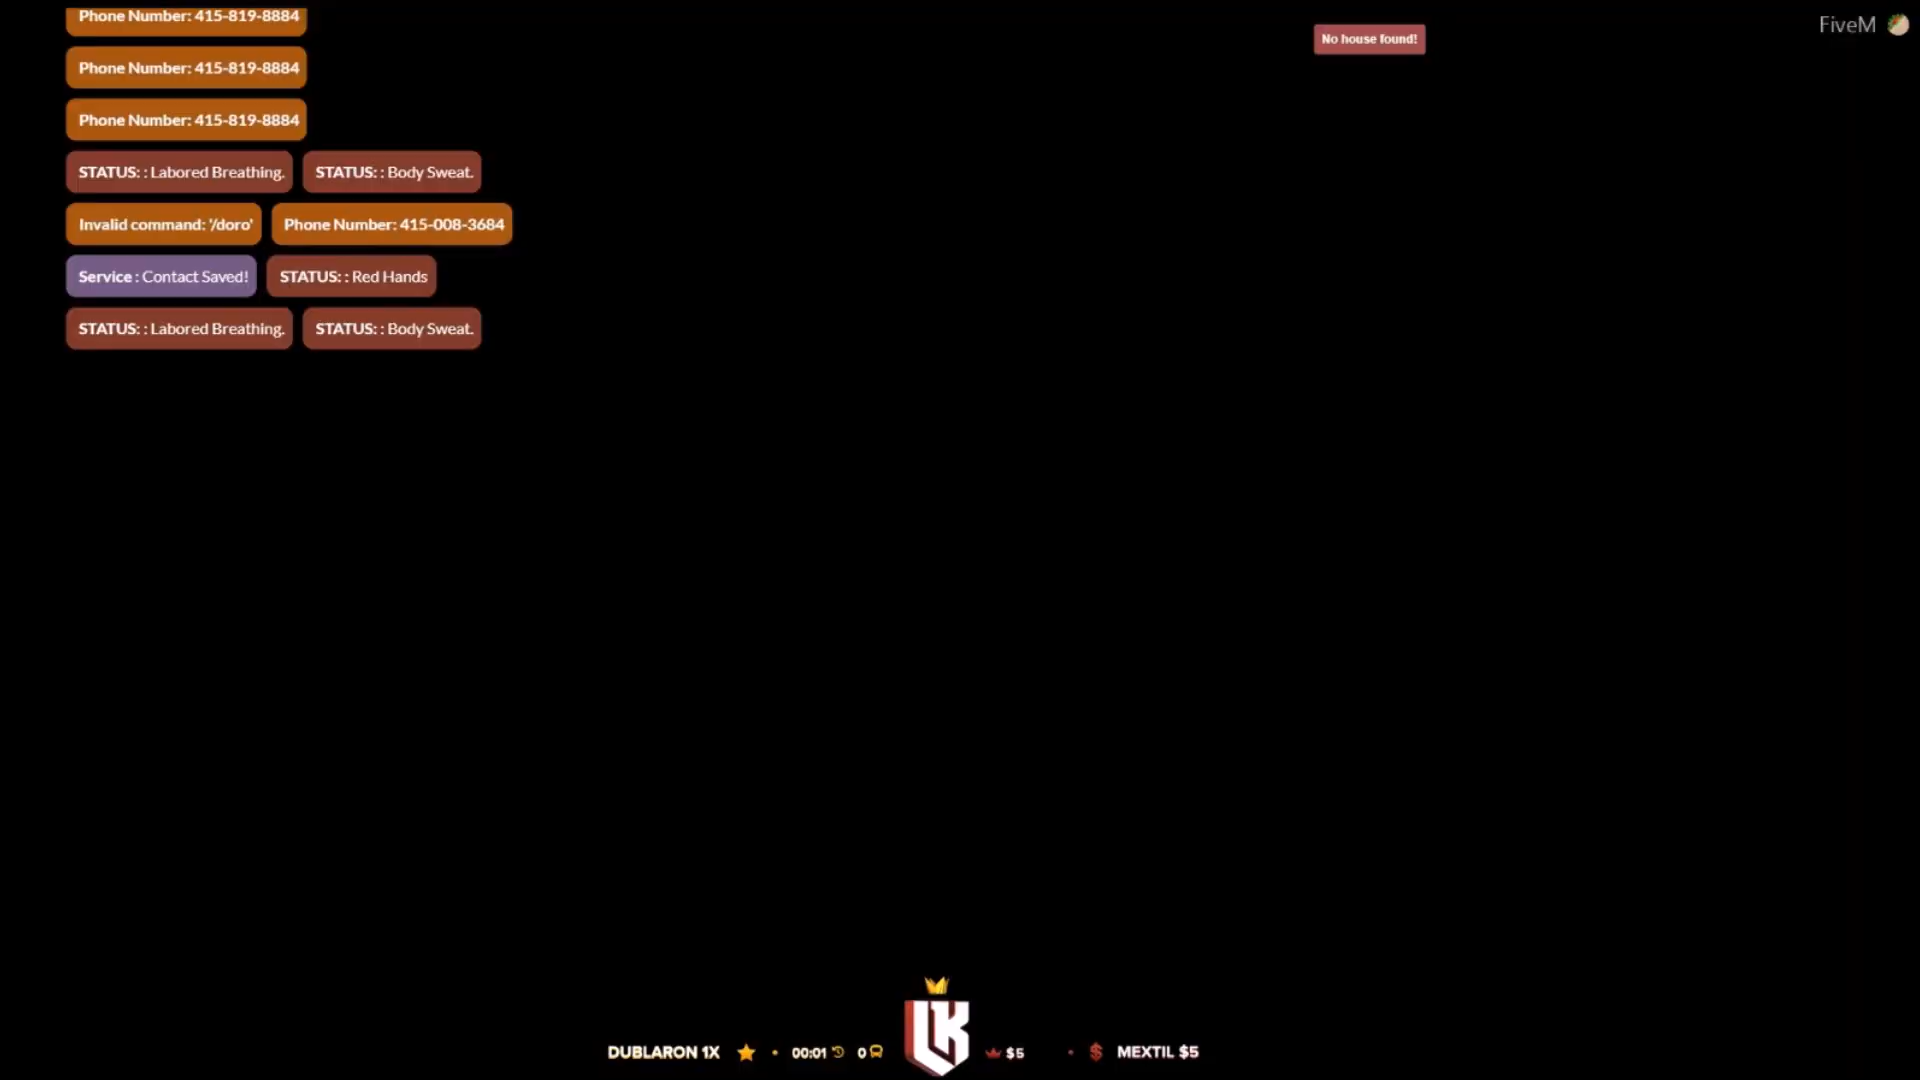 Phone Number: 415-819-8884
No house found!
FiveM
Phone Number: 415-819-8884
Phone Number: 415-819-8884
STATUS: : Labored Breathing. STATUS: : Body Sweat.
Invalid command: '/doro' Phone Number: 415-008-3684
Service : Contact Saved! STATUS: : Red Hands
STATUS: : Labored Breathing. STATUS: : Body Sweat.
LK
DUBLARON 1X 00:01 0 $5 $ MEXTIL $5